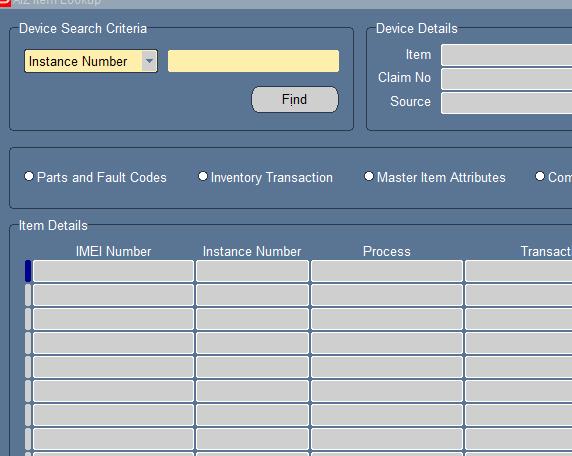 AIZ Item Lookup
Device Search Criteria
Instance Number
Find
Device Details
Item
Claim No
Source
Parts and Fault Codes
Inventory Transaction
Master Item Attributes
Com
Item Details
IMEI Number
Instance Number
Process
Transact